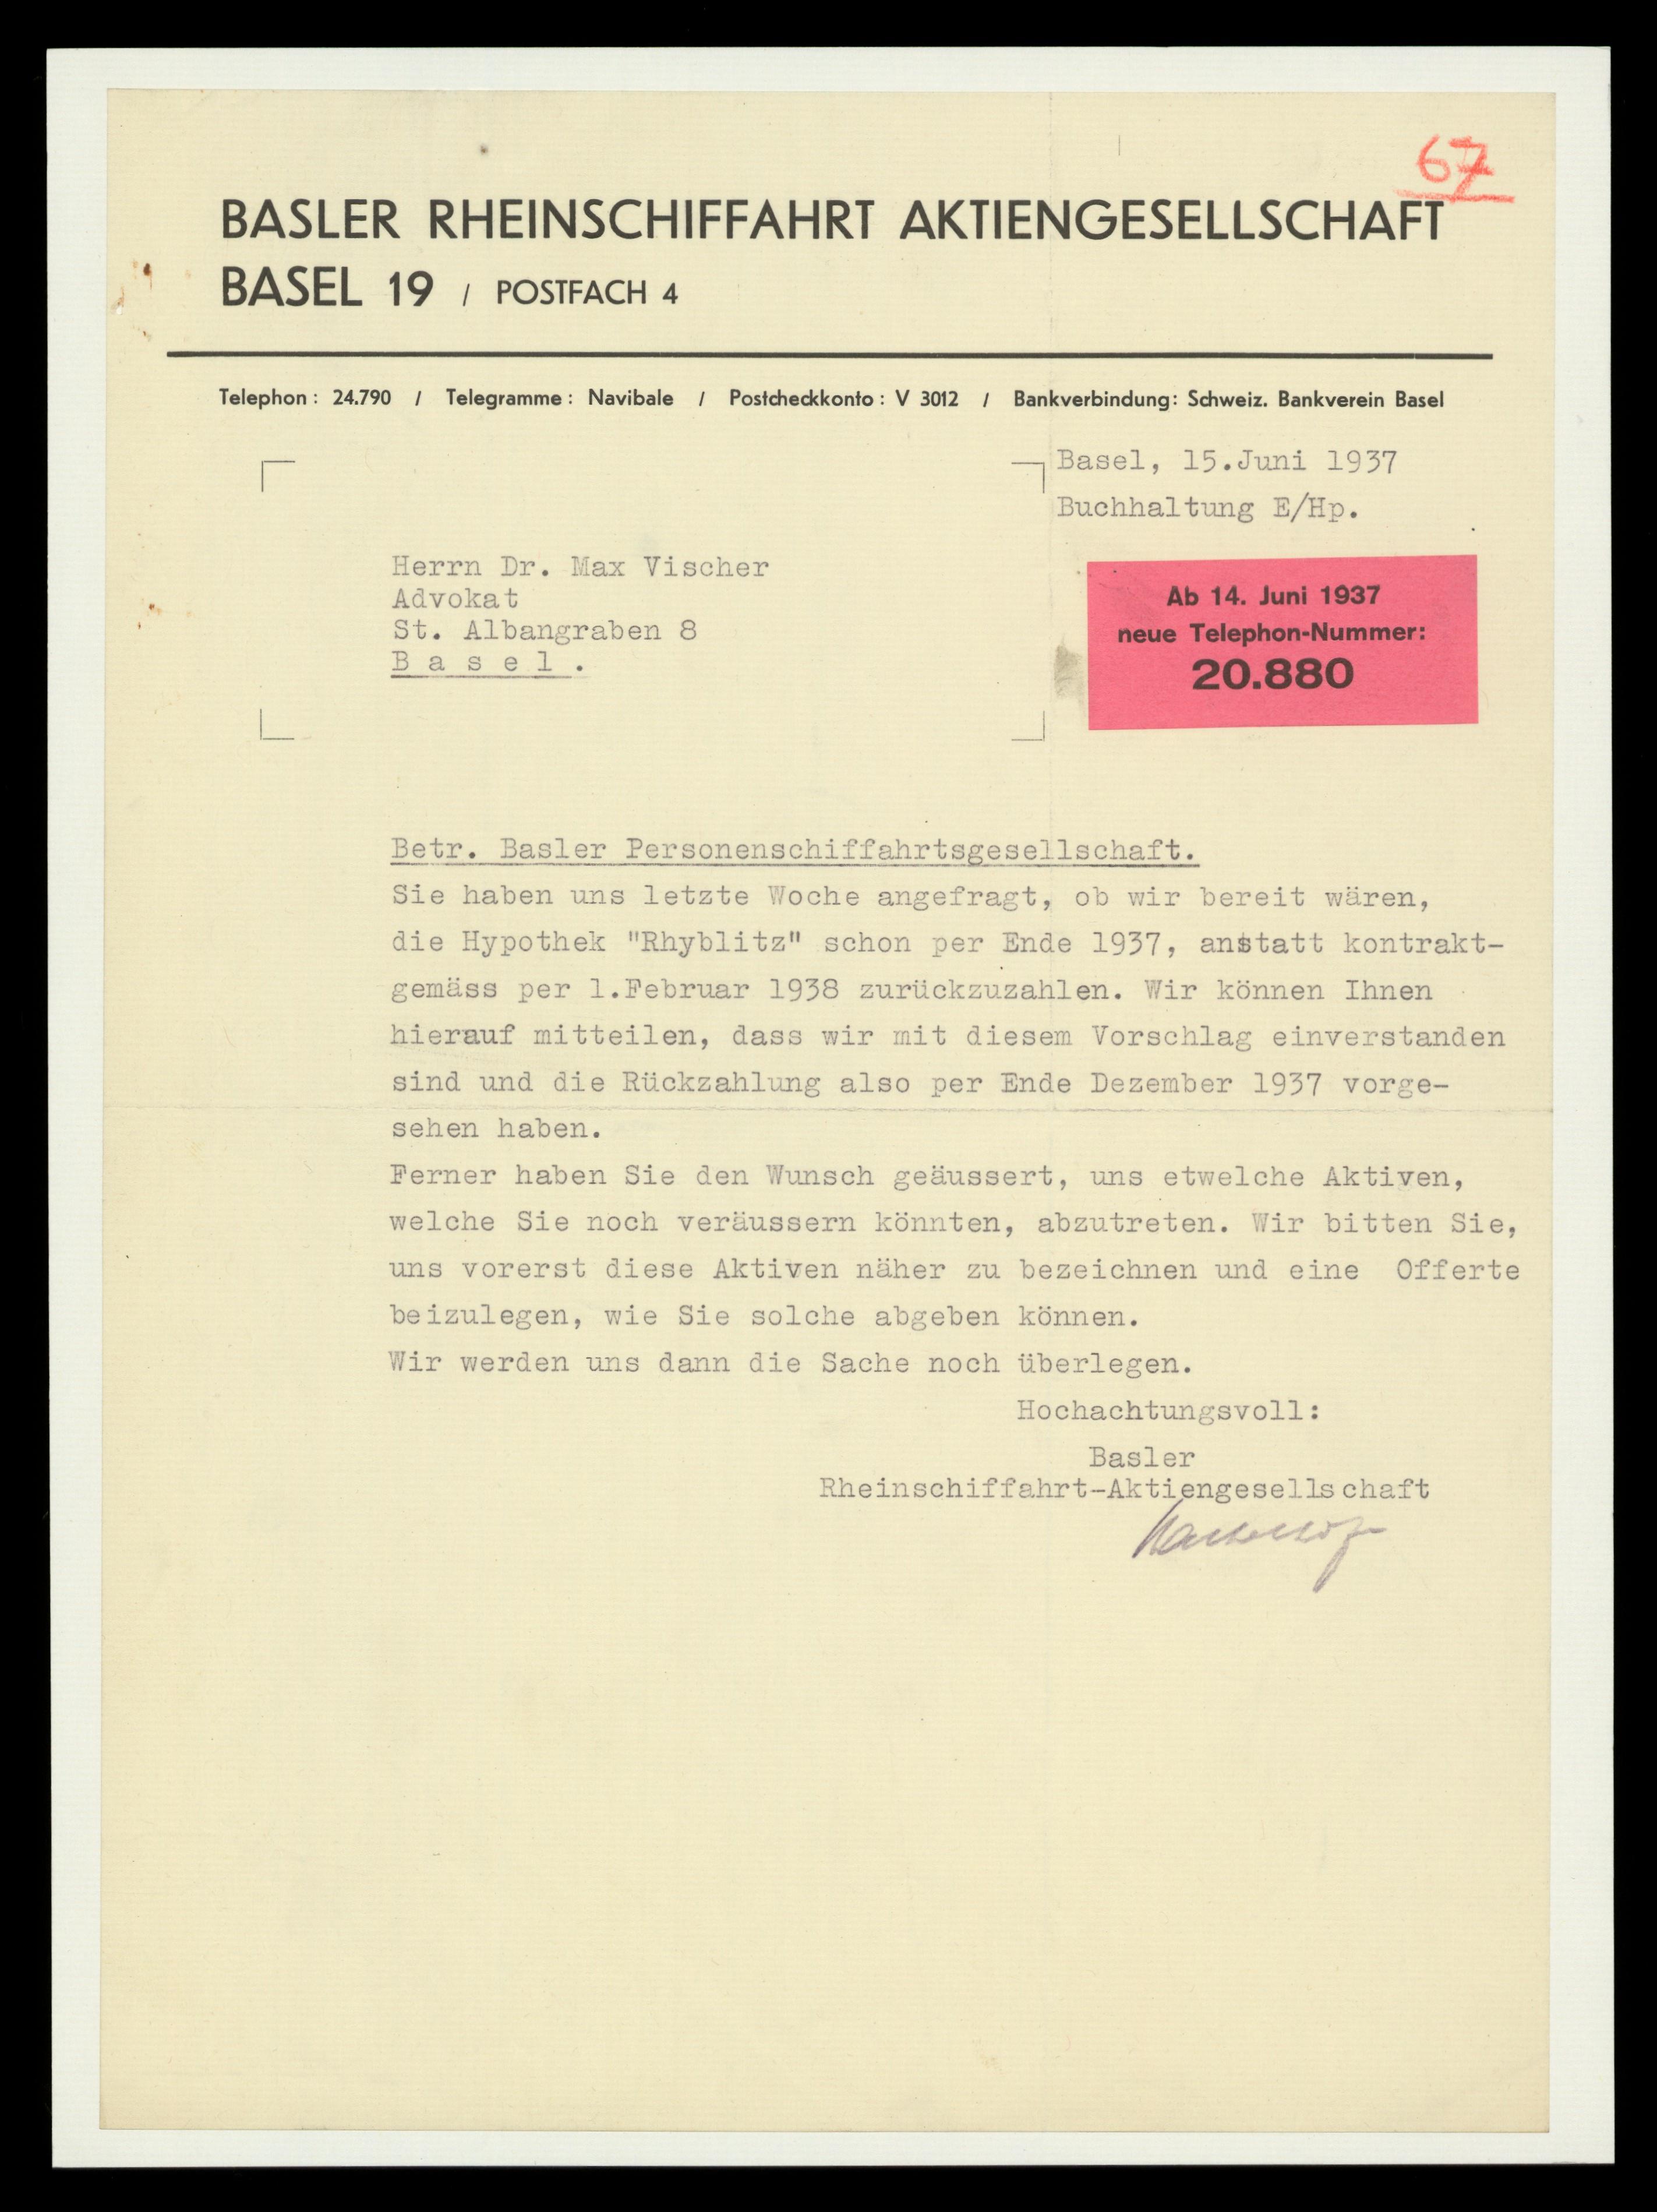 67
BASLER RHEINSCHIFFAHRT AKTIENGESELLSCHAFT
BASEL 19 / POSTFACH 4
Telephon: 24.790 / Telegramme: Navibale / Postcheckkonto: V 3012 / Bankverbindung: Schweiz. Bankverein Basel
Basel, 15.Juni 1937
Buchhaltung E/Hp.
Herrn Dr. Max Vischer
Advokat
St. Albangraben 8
B a s e l .
Ab 14. Juni 1937
neue Telephon-Nummer:
20.880
Betr. Basler Personenschiffahrtsgesellschaft.
Sie haben uns letzte Woche angefragt, ob wir bereit wären,
die Hypothek "Rhyblitz" schon per Ende 1937, anstatt kontrakt-
gemäss per 1.Februar 1938 zurückzuzahlen. Wir können Ihnen
hierauf mitteilen, dass wir mit diesem Vorschlag einverstanden
sind und die Rückzahlung also per Ende Dezember 1937 vorge-
sehen haben.
Ferner haben Sie den Wunsch geäussert, uns etwelche Aktiven,
welche Sie noch veräussern könnten, abzutreten. Wir bitten Sie,
uns vorerst diese Aktiven näher zu bezeichnen und eine Offerte
beizulegen, wie Sie solche abgeben können.
Wir werden uns dann die Sache noch überlegen.
Hochachtungsvoll:
Basler
Rheinschiffahrt-Aktiengesellschaft